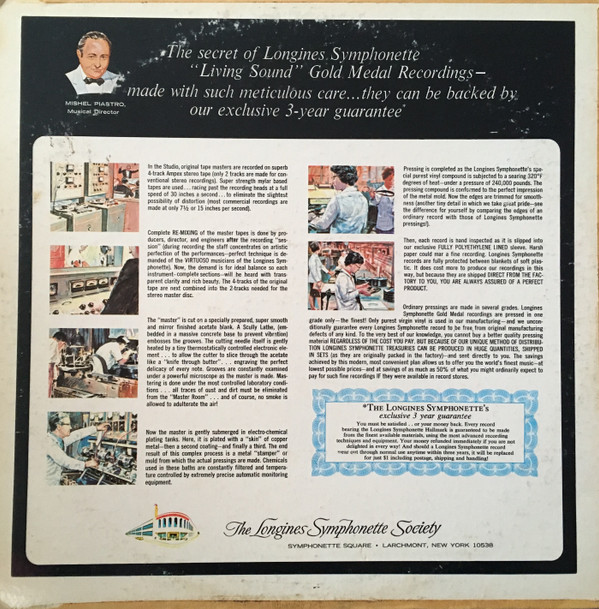 The secret of Longines Symphonette
"Living Sound" Gold Medal Recordings—
made with such meticulous care...they can be backed by
our exclusive 3-year guarantee*
MISHEL PIASTRO,
Musical Director
In the Studio, original tape masters are recorded on superb
4-track Ampex stereo tape (only 2 tracks are made for con-
ventional stereo recordings). Super strength mylar based
tapes are used... racing past the recording heads at a full
speed of 30 inches a second... to eliminate the slightest
possibility of distortion (most commercial recordings are
made at only 7½ or 15 inches per second).
Complete RE-MIXING of the master tapes is done by pro-
ducers, director, and engineers after the recording "ses-
sion" (during recording the staff concentrates on artistic
perfection of the performances—perfect technique is de-
manded of the VIRTUOSO musicians of the Longines Sym-
phonette). Now, the demand is for ideal balance so each
instrument—complete sections—will be heard with trans-
parent clarity and rich beauty. The 4-tracks of the original
tape are next combined into the 2-tracks needed for the
stereo master disc.
The "master" is cut on a specially prepared, super smooth
and mirror finished acetate blank. A Scully Lathe, (em-
bedded in a massive concrete base to prevent vibration)
embosses the grooves. The cutting needle itself is gently
heated by a tiny thermostatically controlled electronic ele-
ment... to allow the cutter to slice through the acetate
like a "knife through butter"... engraving the perfect
delicacy of every note. Grooves are constantly examined
under a powerful microscope as the master is made. Mas-
tering is done under the most controlled laboratory condi-
tions... all traces of dust and dirt must be eliminated
from the "Master Room"... and of course, no smoke is
allowed to adulterate the air!
Now the master is gently submerged in electro-chemical
plating tanks. Here, it is plated with a "skin" of copper
metal—then a second coating—and finally a third. The end
result of this complex process is a metal "stamper" or
mold from which the actual pressings are made. Chemicals
used in these baths are constantly filtered and tempera-
ture controlled by extremely precise automatic monitoring
equipment.
Pressing is completed as the Longines Symphonette's spe-
cial purest vinyl compound is subjected to a searing 320°F
degrees of heat—under a pressure of 240,000 pounds. The
pressing compound is conformed to the perfect impression
of the metal mold. Now the edges are trimmed for smooth-
ness (another tiny detail in which we take great pride—see
the difference for yourself by comparing the edges of an
ordinary record with those of Longines Symphonette's
pressings!).
Then, each record is hand inspected as it is slipped into
our exclusive FULLY POLYETHYLENE LINED sleeve. Harsh
paper could mar a fine recording. Longines Symphonette
records are fully protected between blankets of soft plas-
tic. It does cost more to produce our recordings in this
way, but because they are shipped DIRECT FROM THE FAC-
TORY TO YOU, YOU ARE ALWAYS ASSURED OF A PERFECT
PRODUCT.
Ordinary pressings are made in several grades. Longines
Symphonette Gold Medal recordings are pressed in one
grade only—the finest! Only purest virgin vinyl is used in our manufacturing—and we uncon-
ditionally guarantee every Longines Symphonette record to be free from original manufacturing
defects of any kind. To the very best of our knowledge, you cannot buy a better quality pressing
material REGARDLESS OF THE COST YOU PAY. BUT BECAUSE OF OUR UNIQUE METHOD OF DISTRIBU-
TION LONGINES SYMPHONETTE TREASURES CAN BE PRODUCED IN HUGE QUANTITIES, SHIPPED
IN SETS (as they are originally packed in the factory)—and sent directly to you. The savings
achieved by this modern, most convenient plan allows us to offer you the world's finest music—at
lowest possible prices—and at savings of as much as 50% of what you might ordinarily expect to
pay for such fine recordings if they were available in record stores.
*THE LONGINES SYMPHONETTE'S
exclusive 3 year guarantee
You must be satisfied... or your money back. Every record
bearing the Longines Symphonette Hallmark is guaranteed to be made
from the finest available materials, using the most advanced recording
techniques and equipment. Your money refunded immediately if you are not
delighted in every way! And should a Longines Symphonette record
wear out through normal use anytime within three years, it will be replaced
for just $1 including postage, shipping and handling!
The Longines Symphonette Society
SYMPHONETTE SQUARE • LARCHMONT, NEW YORK 10538